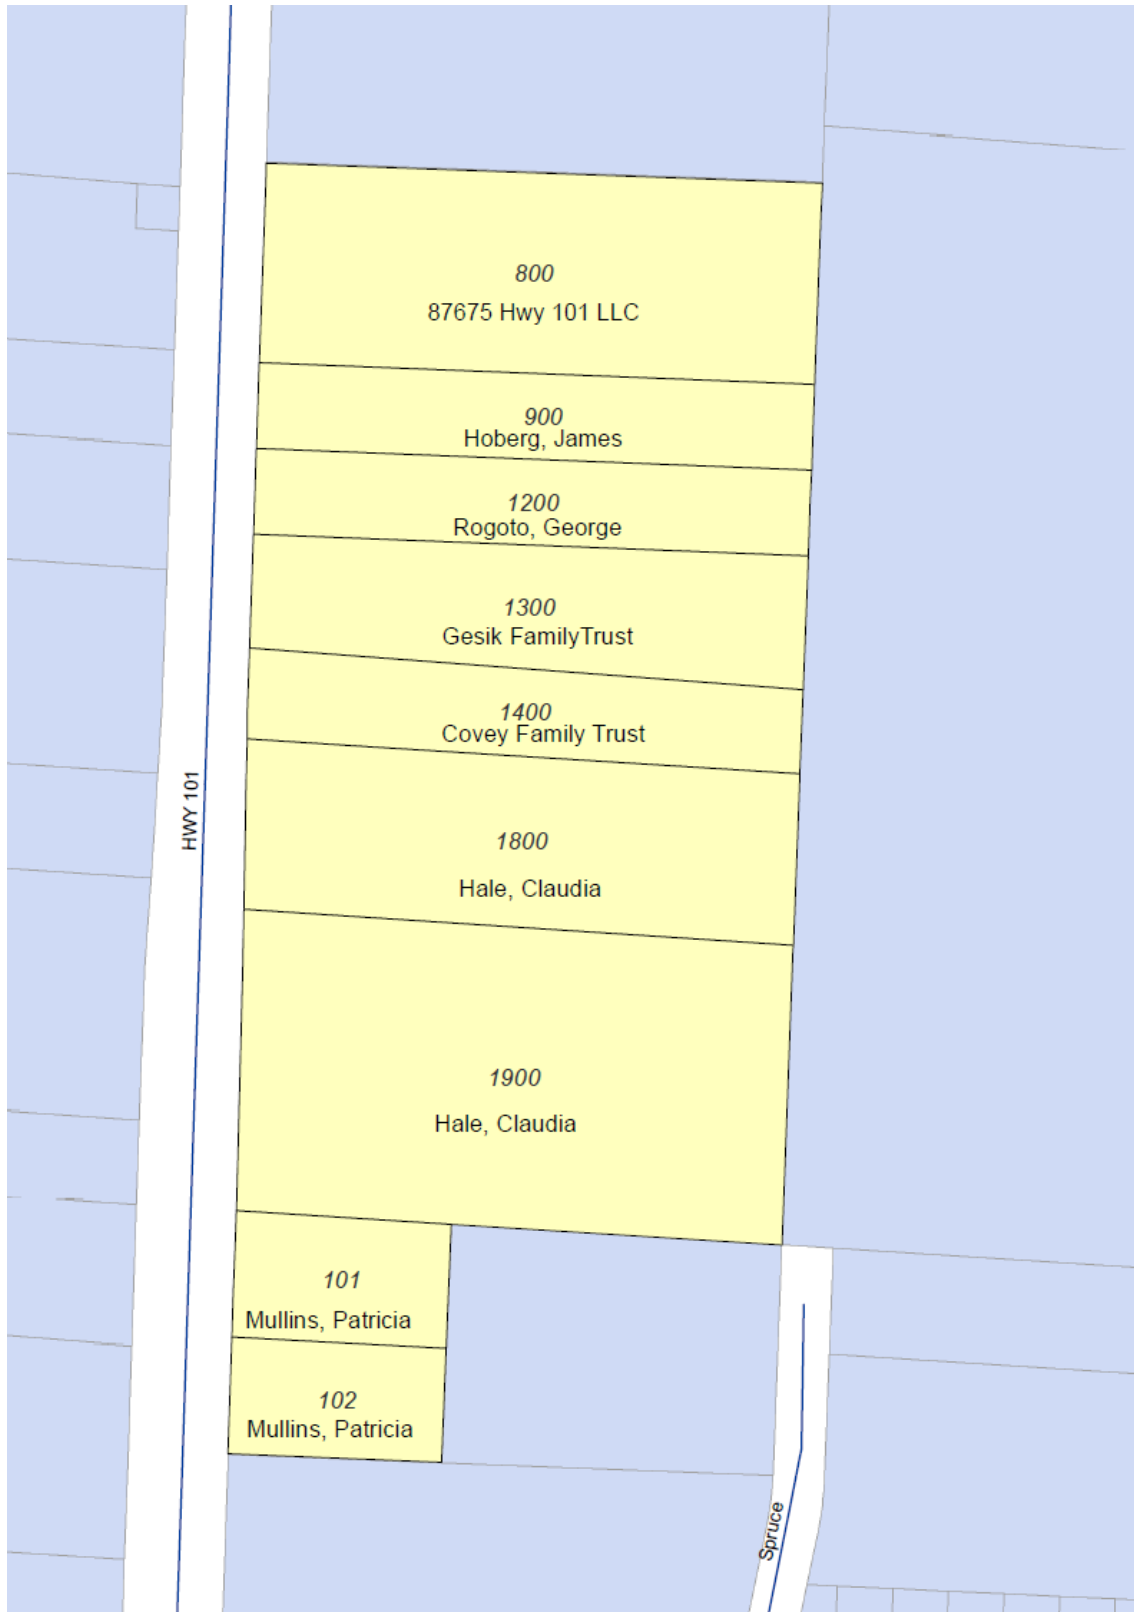 800
87675 Hwy 101 LLC
900
Hoberg, James
1200
Rogoto, George
1300
Gesik FamilyTrust
1400
Covey Family Trust
HWY 101
1800
Hale, Claudia
1900
Hale, Claudia
101
Mullins, Patricia
102
Mullins, Patricia
Spruce